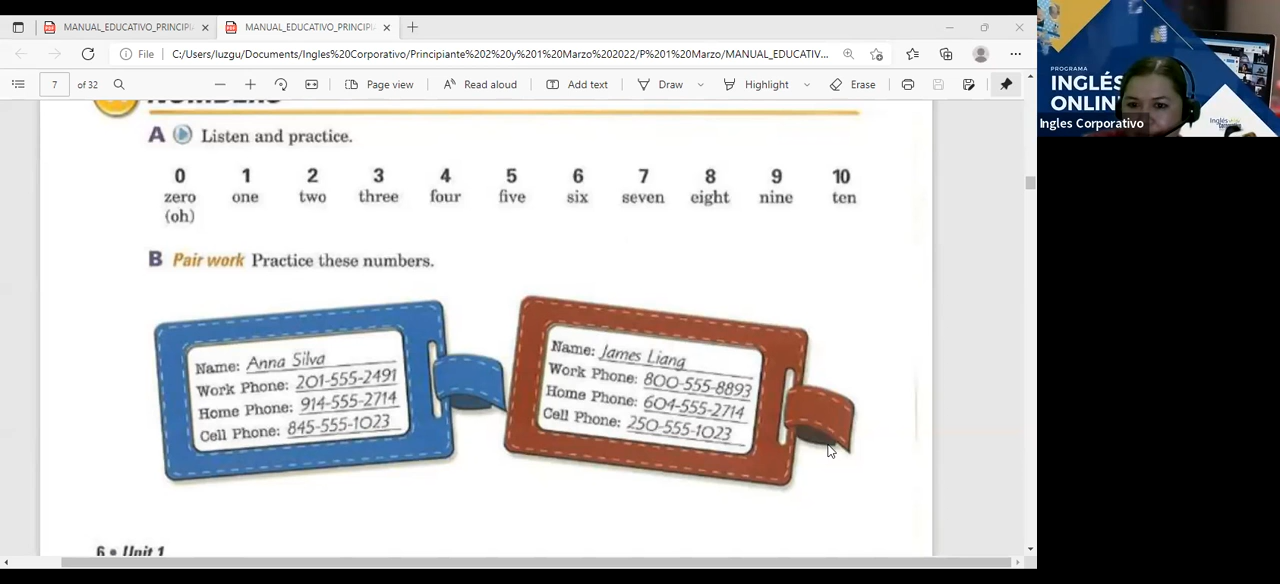 MANUAL_EDUCATIVO_PRINCIPI
MANUAL_EDUCATIVO_PRINCIPI
File C:/Users/luzgu/Documents/Ingles%20Corporativo/Principiante%202%20y%201%20Marzo%202022/P%201%20Marzo/MANUAL_EDUCATIV...
7 of 32 Page view Read aloud Add text Draw Highlight Erase
NUMBERS
A Listen and practice.
0 1 2 3 4 5 6 7 8 9 10
zero one two three four five six seven eight nine ten
(oh)
B Pair work Practice these numbers.
Name: Anna Silva
Work Phone: 201-555-2491
Home Phone: 914-555-2714
Cell Phone: 845-555-1023
Name: James Liang
Work Phone: 800-555-8893
Home Phone: 604-555-2714
Cell Phone: 250-555-1023
6 • Unit 1
PROGRAMA
INGLÉS
ONLIN
Ingles Corporativo